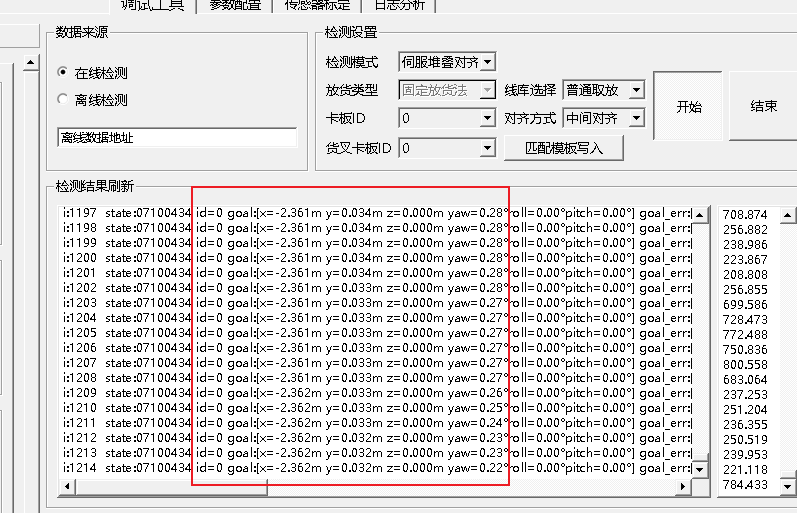 调试工具 参数配置 传感器标定 日志分析
数据来源
在线检测
离线检测
离线数据地址
检测设置
检测模式 伺服堆叠对齐
放货类型 固定放货法 线库选择 普通取放
卡板ID 0 对齐方式 中间对齐
货叉卡板ID 0 匹配模板写入
开始 结束
检测结果刷新
i:1197 state:07100434 id=0 goal:[x=-2.361m y=0.034m z=0.000m yaw=0.28°roll=0.00°pitch=0.00°] goal_err:[
i:1198 state:07100434 id=0 goal:[x=-2.361m y=0.034m z=0.000m yaw=0.28°roll=0.00°pitch=0.00°] goal_err:[
i:1199 state:07100434 id=0 goal:[x=-2.361m y=0.034m z=0.000m yaw=0.28°roll=0.00°pitch=0.00°] goal_err:[
i:1200 state:07100434 id=0 goal:[x=-2.361m y=0.034m z=0.000m yaw=0.28°roll=0.00°pitch=0.00°] goal_err:[
i:1201 state:07100434 id=0 goal:[x=-2.361m y=0.034m z=0.000m yaw=0.28°roll=0.00°pitch=0.00°] goal_err:[
i:1202 state:07100434 id=0 goal:[x=-2.361m y=0.034m z=0.000m yaw=0.28°roll=0.00°pitch=0.00°] goal_err:[
i:1203 state:07100434 id=0 goal:[x=-2.361m y=0.033m z=0.000m yaw=0.27°roll=0.00°pitch=0.00°] goal_err:[
i:1204 state:07100434 id=0 goal:[x=-2.361m y=0.033m z=0.000m yaw=0.27°roll=0.00°pitch=0.00°] goal_err:[
i:1205 state:07100434 id=0 goal:[x=-2.361m y=0.033m z=0.000m yaw=0.27°roll=0.00°pitch=0.00°] goal_err:[
i:1206 state:07100434 id=0 goal:[x=-2.361m y=0.033m z=0.000m yaw=0.27°roll=0.00°pitch=0.00°] goal_err:[
i:1207 state:07100434 id=0 goal:[x=-2.361m y=0.033m z=0.000m yaw=0.27°roll=0.00°pitch=0.00°] goal_err:[
i:1208 state:07100434 id=0 goal:[x=-2.361m y=0.033m z=0.000m yaw=0.27°roll=0.00°pitch=0.00°] goal_err:[
i:1209 state:07100434 id=0 goal:[x=-2.362m y=0.033m z=0.000m yaw=0.26°roll=0.00°pitch=0.00°] goal_err:[
i:1210 state:07100434 id=0 goal:[x=-2.362m y=0.033m z=0.000m yaw=0.25°roll=0.00°pitch=0.00°] goal_err:[
i:1211 state:07100434 id=0 goal:[x=-2.362m y=0.033m z=0.000m yaw=0.24°roll=0.00°pitch=0.00°] goal_err:[
i:1212 state:07100434 id=0 goal:[x=-2.362m y=0.032m z=0.000m yaw=0.23°roll=0.00°pitch=0.00°] goal_err:[
i:1213 state:07100434 id=0 goal:[x=-2.362m y=0.032m z=0.000m yaw=0.23°roll=0.00°pitch=0.00°] goal_err:[
i:1214 state:07100434 id=0 goal:[x=-2.362m y=0.032m z=0.000m yaw=0.22°roll=0.00°pitch=0.00°] goal_err:[
708.874
256.882
238.986
223.867
208.808
256.855
699.586
728.473
772.488
750.836
800.558
683.064
237.253
251.204
236.355
250.519
239.953
221.118
784.433